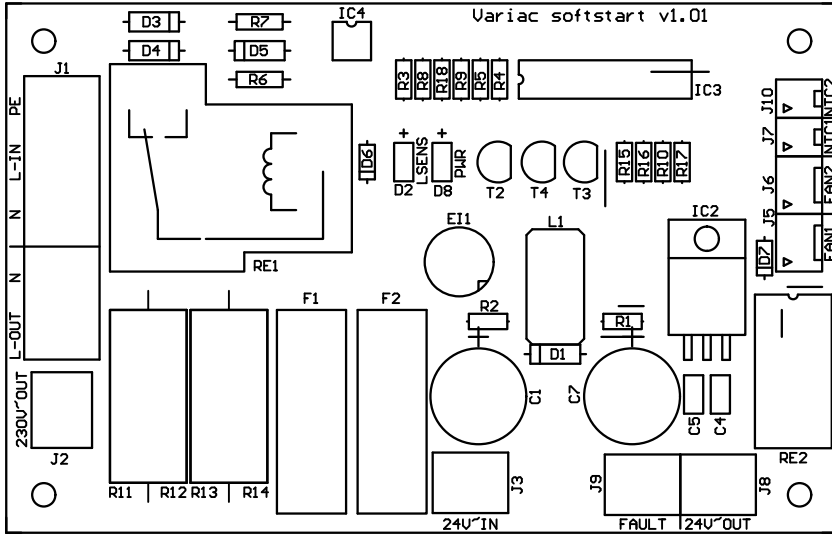 Variac softstart v1.01
D3
R7
IC4
D4
D5
R6
J1
R3
R8
R18
R9
R5
R4
IC3
J10
NTC2
J7
NTC1
J6
FAN2
J5
FAN1
PE
L-IN
N
N
L-OUT
D6
+
D2
LSENS
+
D8
PWR
T2
T4
T3
R15
R16
R10
R17
EI1
L1
IC2
D7
RE1
F1
F2
R2
R1
D1
C1
C7
C5
C4
RE2
230V~OUT
J2
R11
R12
R13
R14
J3
24V~IN
J9
FAULT
J8
24V~OUT